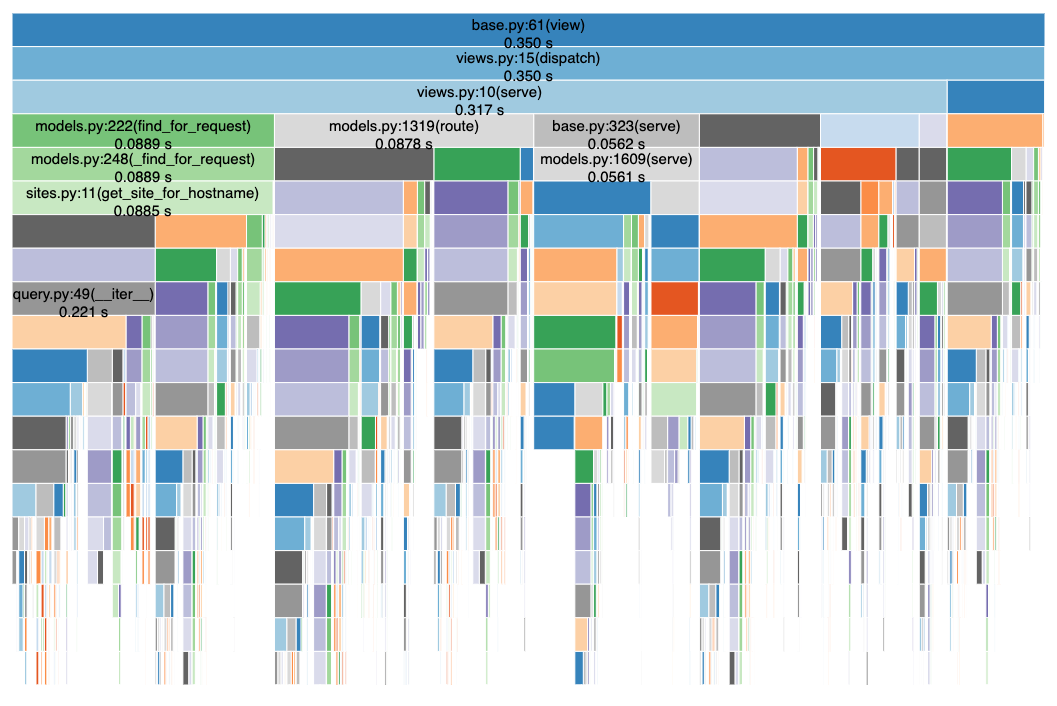 base.py:61(view)
0.350 s
views.py:15(dispatch)
0.350 s
views.py:10(serve)
0.317 s
models.py:222(find_for_request)
0.0889 s
models.py:1319(route)
0.0878 s
base.py:323(serve)
0.0562 s
models.py:248(_find_for_request)
0.0889 s
models.py:1609(serve)
0.0561 s
sites.py:11(get_site_for_hostname)
0.0885 s
query.py:49(__iter__)
0.221 s